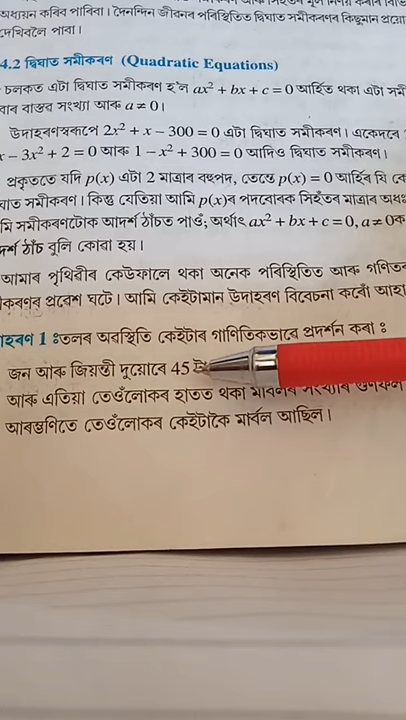 অধ্যয়ন কৰিব পাৰিবা। দৈনন্দিন জীৱনৰ পৰিস্থিতিত দ্বিঘাত সমীকৰণৰ কিছুমান প্ৰয়ো
দেখিবলৈ পাবা।
4.2 দ্বিঘাত সমীকৰণ (Quadratic Equations)
চলকত এটা দ্বিঘাত সমীকৰণ হ'ল ax² + bx + c = 0 আৰ্হিত থকা এটা সমী
বাৰ বাস্তৱ সংখ্যা আৰু a ≠ 0।
উদাহৰণস্বৰূপে 2x² + x − 300 = 0 এটা দ্বিঘাত সমীকৰণ। একেদৰে
x − 3x² + 2 = 0 আৰু 1 − x² + 300 = 0 আদিও দ্বিঘাত সমীকৰণ।
প্ৰকৃততে যদি p(x) এটা 2 মাত্ৰাৰ বহুপদ, তেন্তে p(x) = 0 আৰ্হিৰ যি কো
ঘাত সমীকৰণ। কিন্তু যেতিয়া আমি p(x)ৰ পদবোৰক সিহঁতৰ মাত্ৰাৰ অধঃ
মি সমীকৰণটোক আদৰ্শ ঠাঁচত পাওঁ; অৰ্থাৎ ax² + bx + c = 0, a ≠ 0ক
দৰ্শ ঠাঁচ বুলি কোৱা হয়।
আমাৰ পৃথিৱীৰ কেউফালে থকা অনেক পৰিস্থিতিত আৰু গণিতৰ
কৰণৰ প্ৰৱেশ ঘটে। আমি কেইটামান উদাহৰণ বিবেচনা কৰোঁ আহা
াহৰণ 1 ঃ তলৰ অৱস্থিতি কেইটাৰ গাণিতিকভাৱে প্ৰদৰ্শন কৰা ঃ
জন আৰু জিয়ন্তী দুয়োৰে 45 টা
আৰু এতিয়া তেওঁলোকৰ হাতত থকা মাৰ্বলৰ সংখ্যাৰ গুণফল
আৰম্ভণিতে তেওঁলোকৰ কেইটাকৈ মাৰ্বল আছিল।